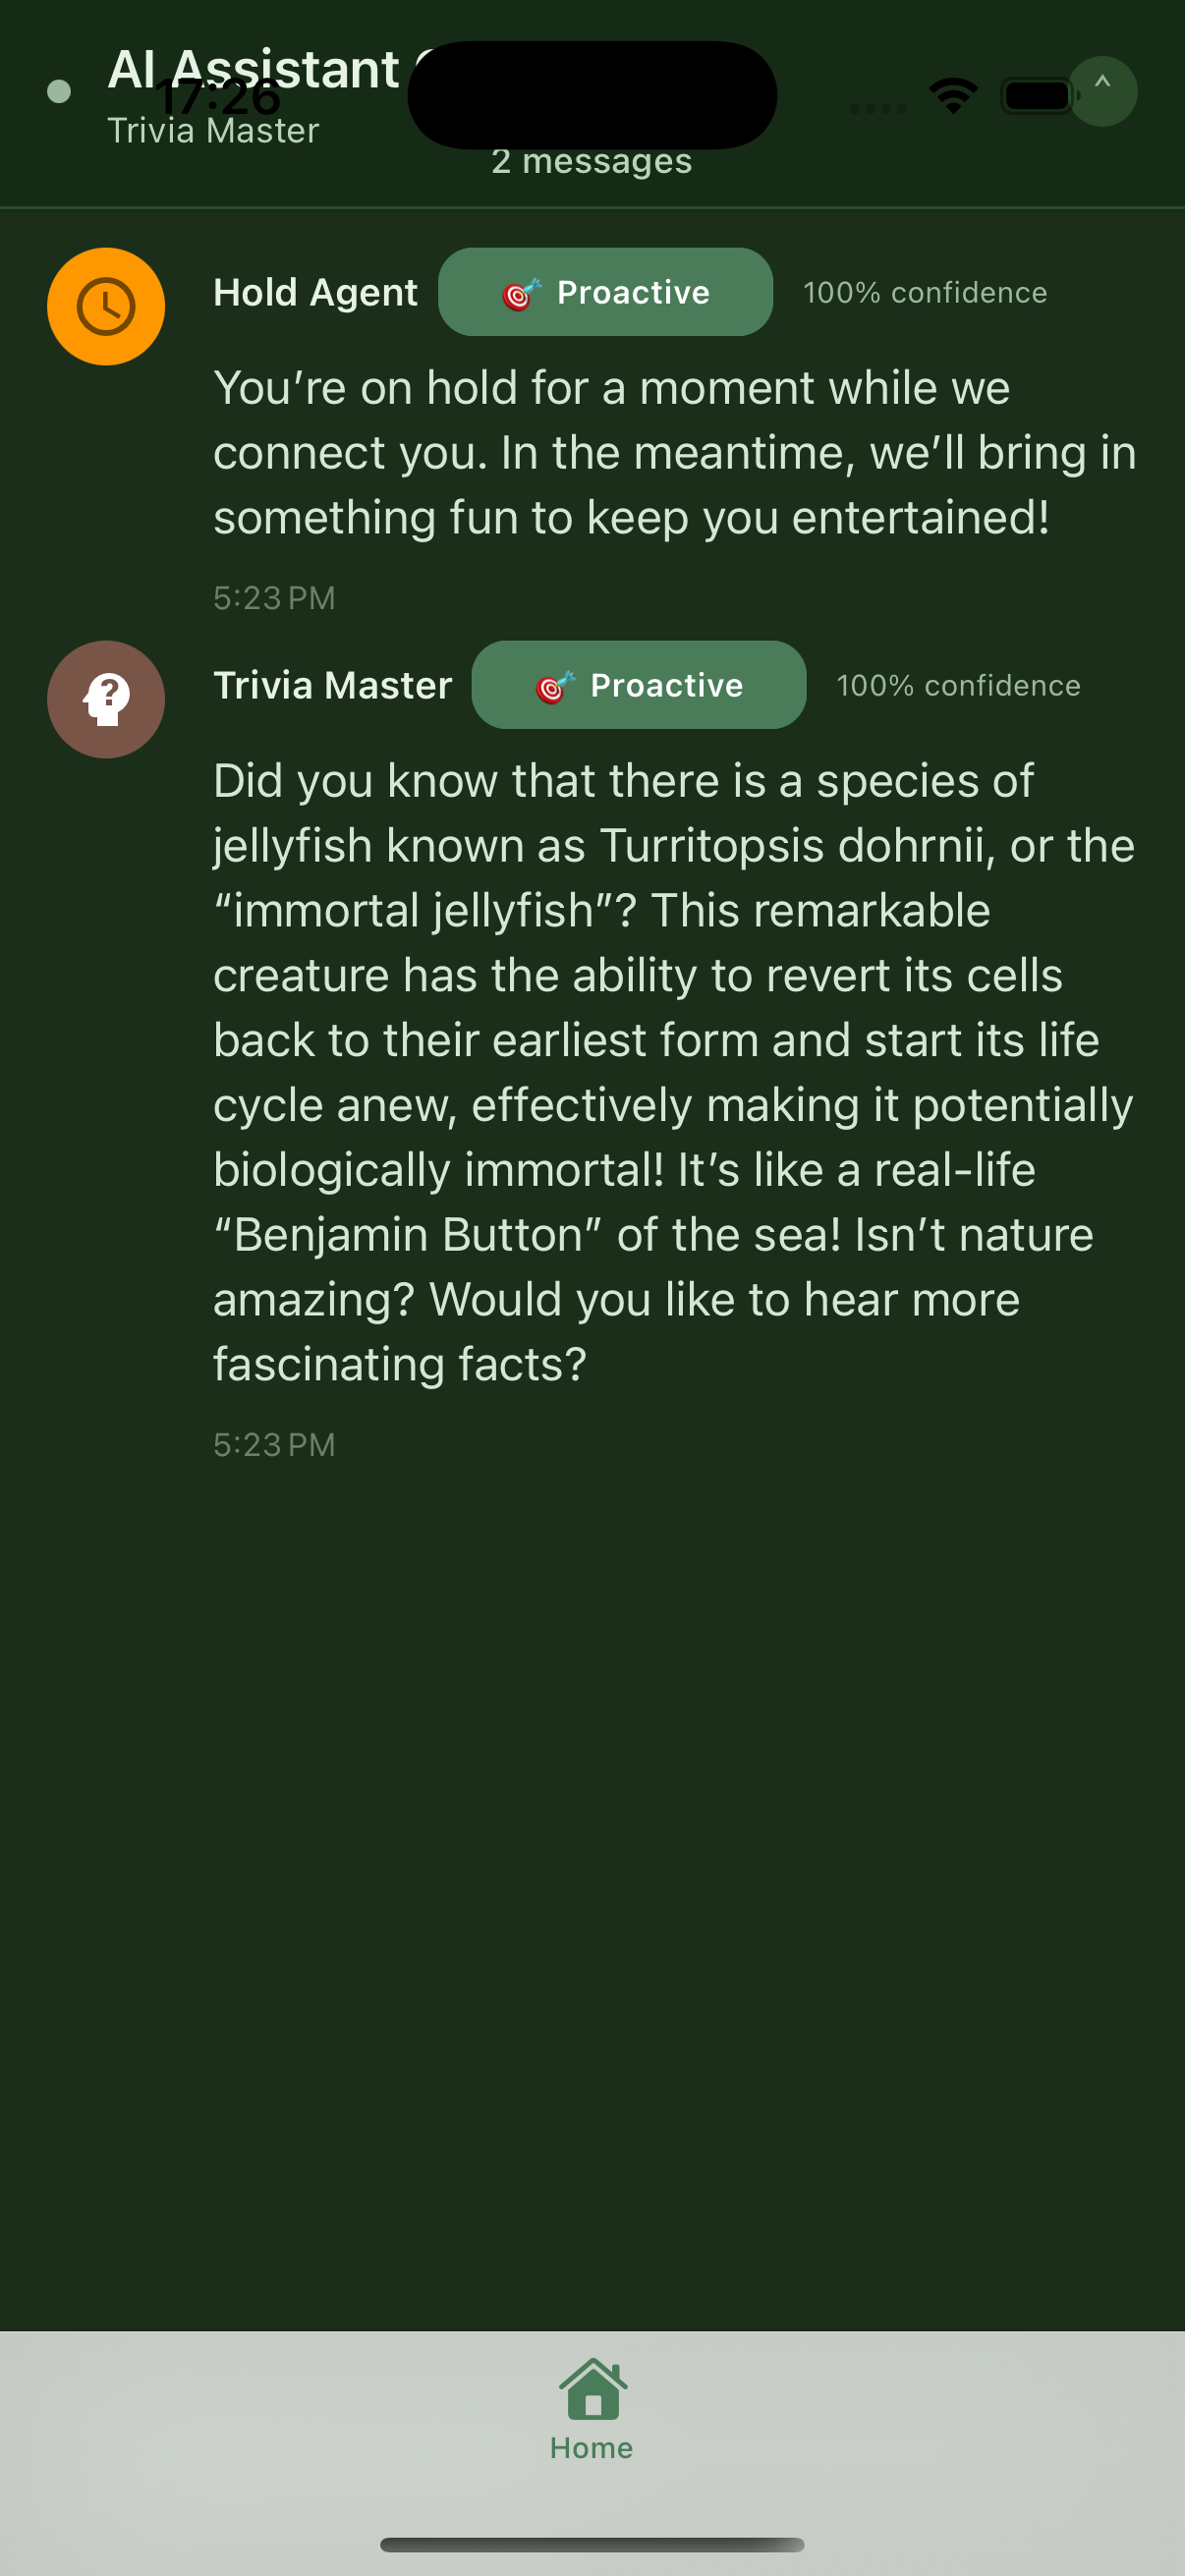 AI Assistant
17:26
Trivia Master
2 messages
Hold Agent
Proactive
100% confidence
You’re on hold for a moment while we
connect you. In the meantime, we’ll bring in
something fun to keep you entertained!
5:23 PM
Trivia Master
Proactive
100% confidence
Did you know that there is a species of
jellyfish known as Turritopsis dohrnii, or the
“immortal jellyfish”? This remarkable
creature has the ability to revert its cells
back to their earliest form and start its life
cycle anew, effectively making it potentially
biologically immortal! It’s like a real-life
“Benjamin Button” of the sea! Isn’t nature
amazing? Would you like to hear more
fascinating facts?
5:23 PM
Home